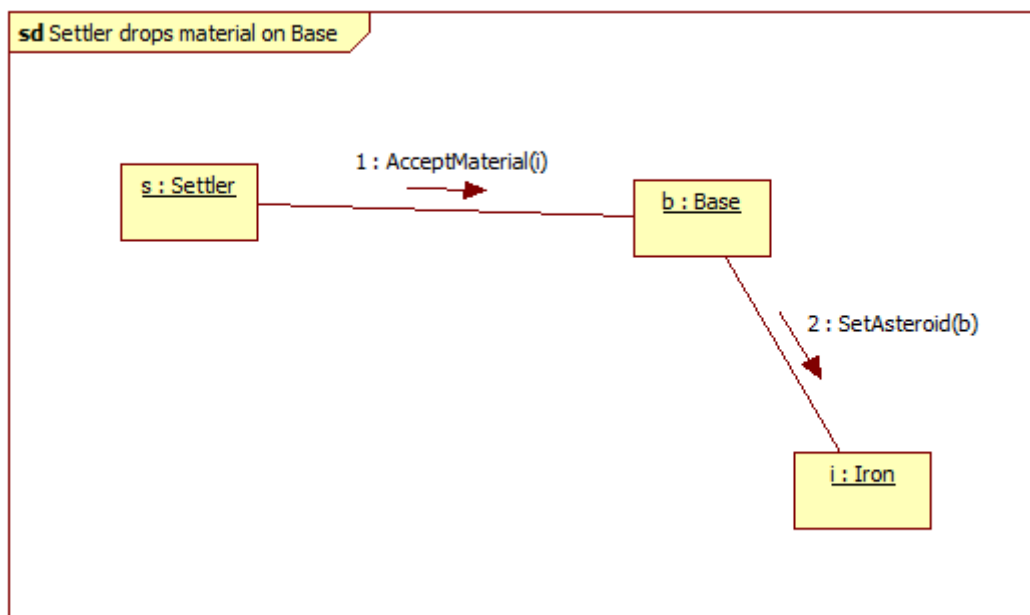 sd Settler drops material on Base
1 : AcceptMaterial(i)
s : Settler
b : Base
2 : SetAsteroid(b)
i : Iron